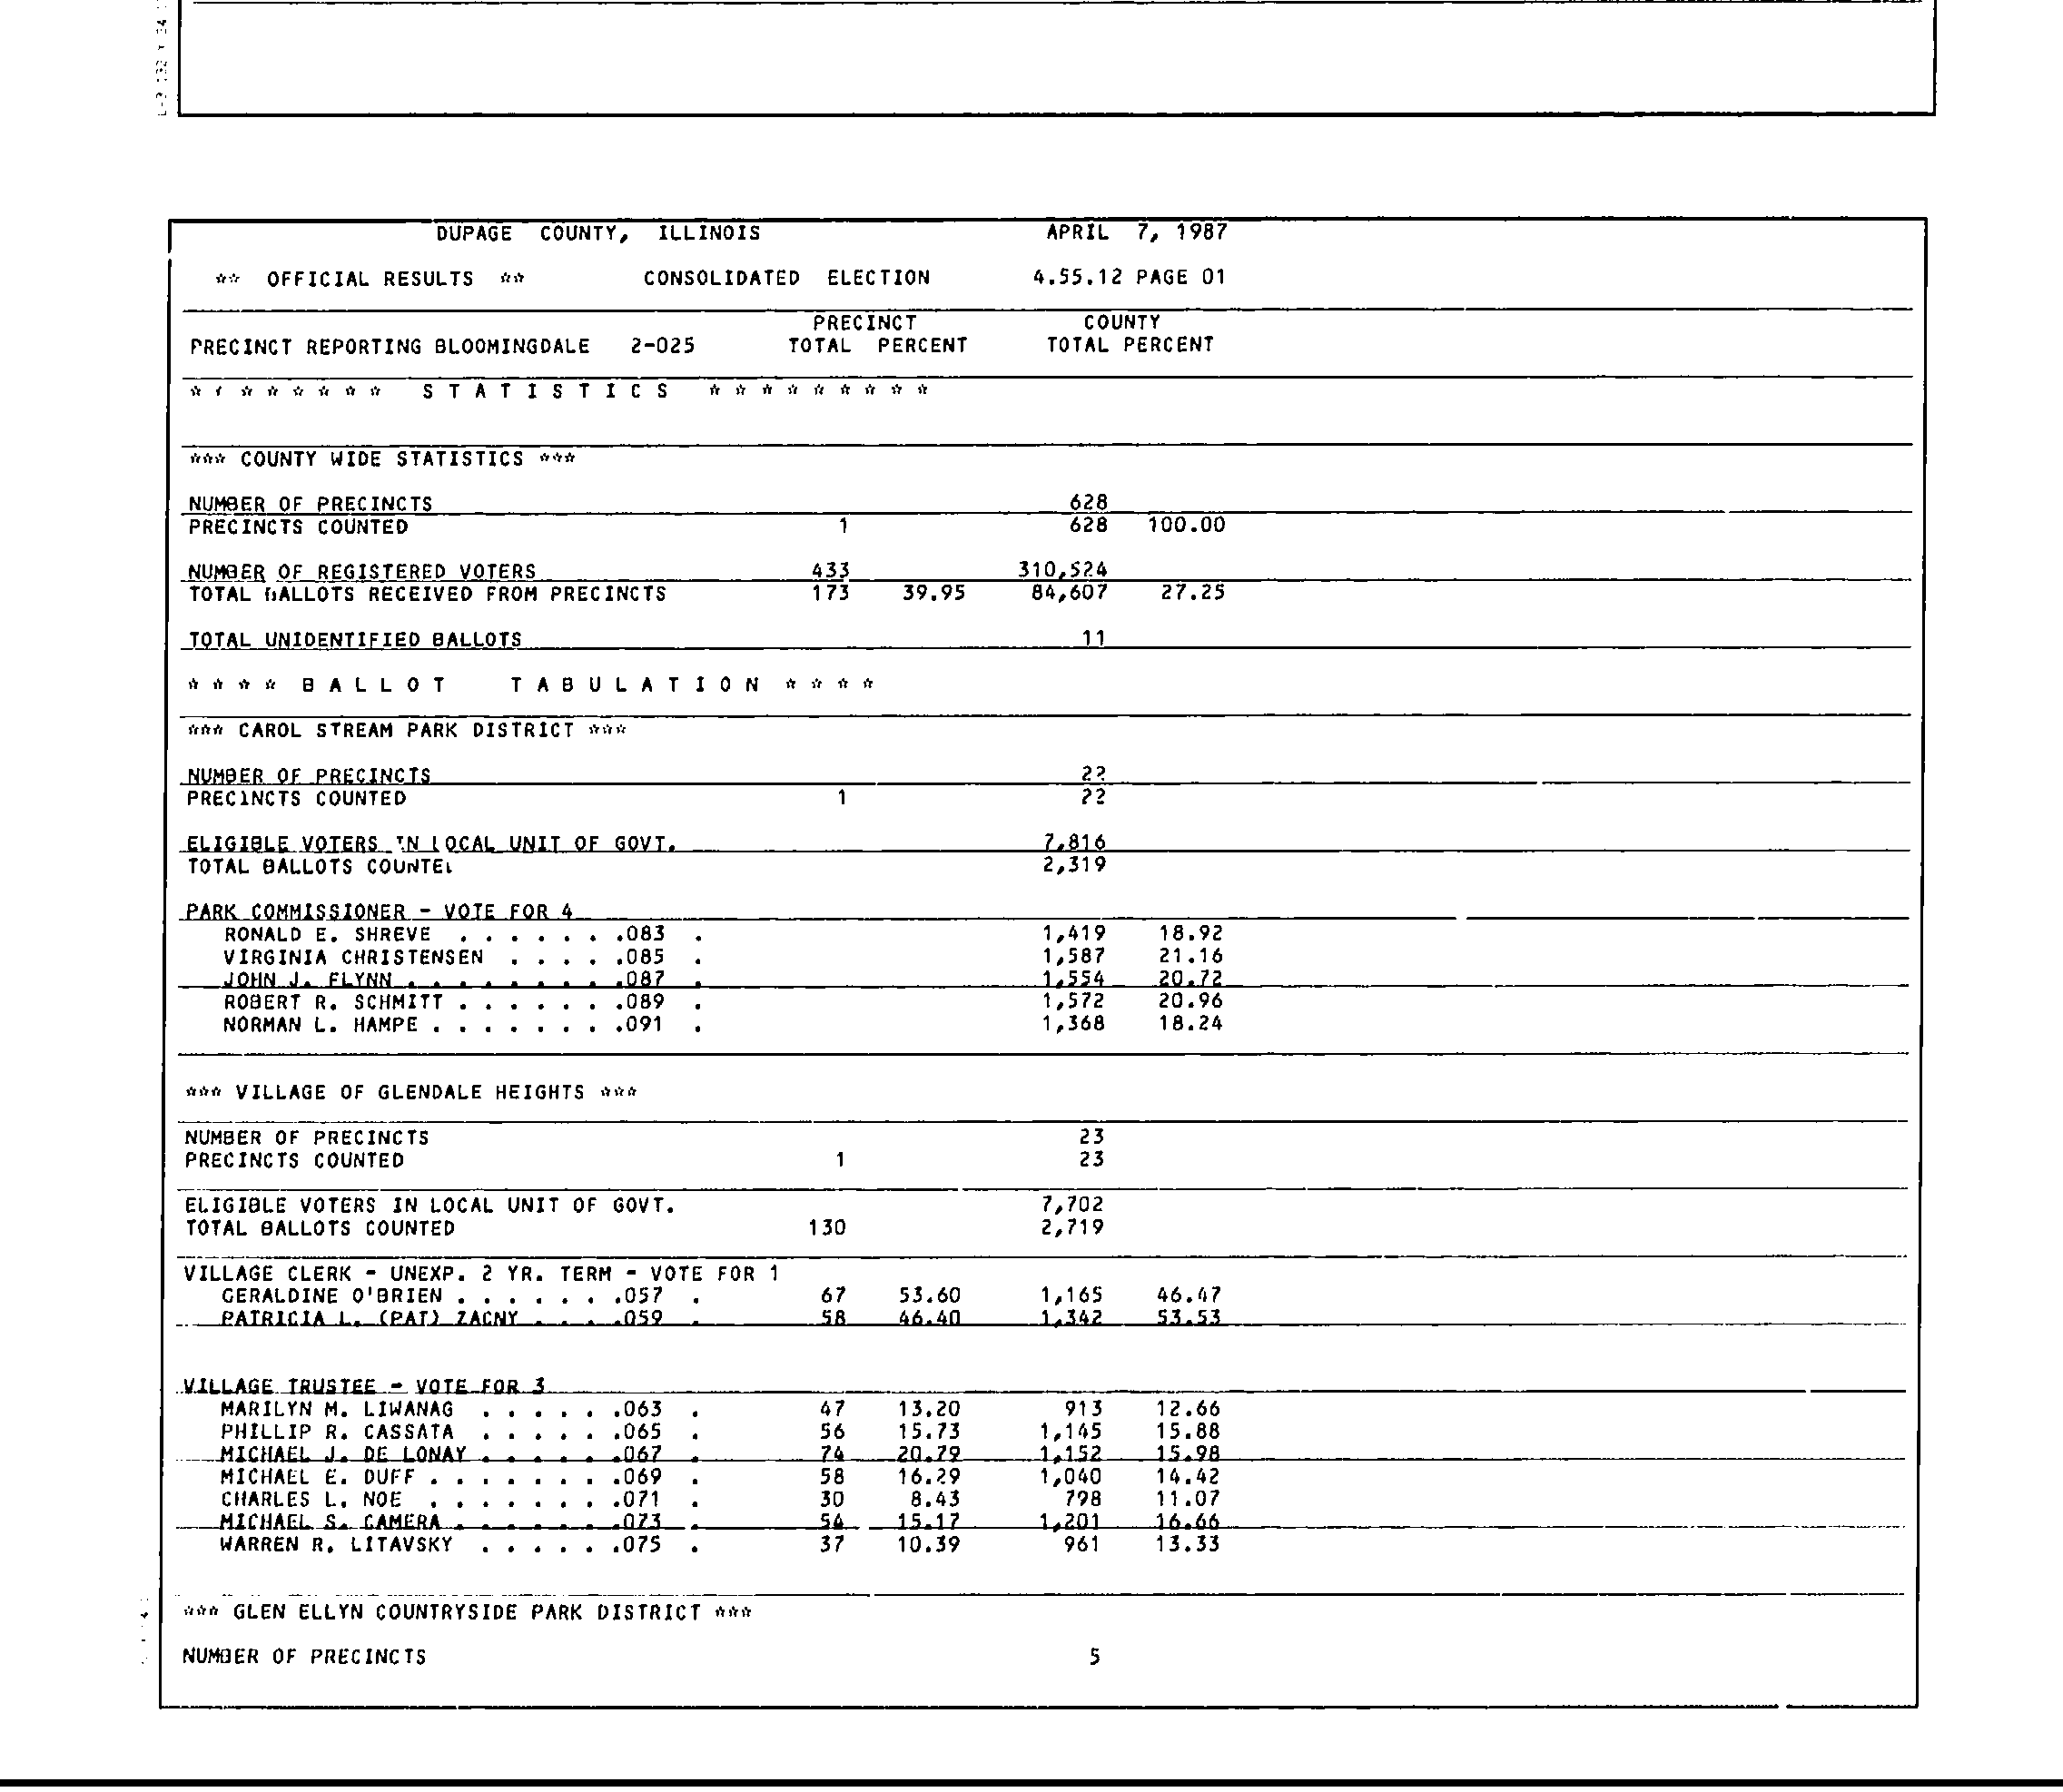 DUPAGE COUNTY, ILLINOIS APRIL 7, 1987
** OFFICIAL RESULTS ** CONSOLIDATED ELECTION 4.55.12 PAGE 01
PRECINCT COUNTY
PRECINCT REPORTING BLOOMINGDALE 2-025 TOTAL PERCENT TOTAL PERCENT
* * * * * * * * S T A T I S T I C S * * * * * * * * *
*** COUNTY WIDE STATISTICS ***
NUMBER OF PRECINCTS 628
PRECINCTS COUNTED 1 628 100.00
NUMBER OF REGISTERED VOTERS 433 310,524
TOTAL BALLOTS RECEIVED FROM PRECINCTS 173 39.95 84,607 27.25
TOTAL UNIDENTIFIED BALLOTS 11
* * * * B A L L O T T A B U L A T I O N * * * *
*** CAROL STREAM PARK DISTRICT ***
NUMBER OF PRECINCTS 22
PRECINCTS COUNTED 1 22
ELIGIBLE VOTERS IN LOCAL UNIT OF GOVT. 7,816
TOTAL BALLOTS COUNTED 2,319
PARK COMMISSIONER - VOTE FOR 4
RONALD E. SHREVE . . . . . . .083 . 1,419 18.92
VIRGINIA CHRISTENSEN . . . . .085 . 1,587 21.16
JOHN J. FLYNN . . . . . . . . .087 . 1,554 20.72
ROBERT R. SCHMITT . . . . . . .089 . 1,572 20.96
NORMAN L. HAMPE . . . . . . . .091 . 1,368 18.24
*** VILLAGE OF GLENDALE HEIGHTS ***
NUMBER OF PRECINCTS 23
PRECINCTS COUNTED 1 23
ELIGIBLE VOTERS IN LOCAL UNIT OF GOVT. 7,702
TOTAL BALLOTS COUNTED 130 2,719
VILLAGE CLERK - UNEXP. 2 YR. TERM - VOTE FOR 1
GERALDINE O'BRIEN . . . . . . .057 . 67 53.60 1,165 46.47
PATRICIA L. (PAT) ZACNY . . . .059 . 58 46.40 1,342 53.53
VILLAGE TRUSTEE - VOTE FOR 3
MARILYN M. LIWANAG . . . . . .063 . 47 13.20 913 12.66
PHILLIP R. CASSATA . . . . . .065 . 56 15.73 1,145 15.88
MICHAEL J. DE LONAY . . . . . .067 . 74 20.79 1,152 15.98
MICHAEL E. DUFF . . . . . . . .069 . 58 16.29 1,040 14.42
CHARLES L. NOE . . . . . . . .071 . 30 8.43 798 11.07
MICHAEL S. CAMERA . . . . . . .073 . 54 15.17 1,201 16.66
WARREN R. LITAVSKY . . . . . .075 . 37 10.39 961 13.33
*** GLEN ELLYN COUNTRYSIDE PARK DISTRICT ***
NUMBER OF PRECINCTS 5